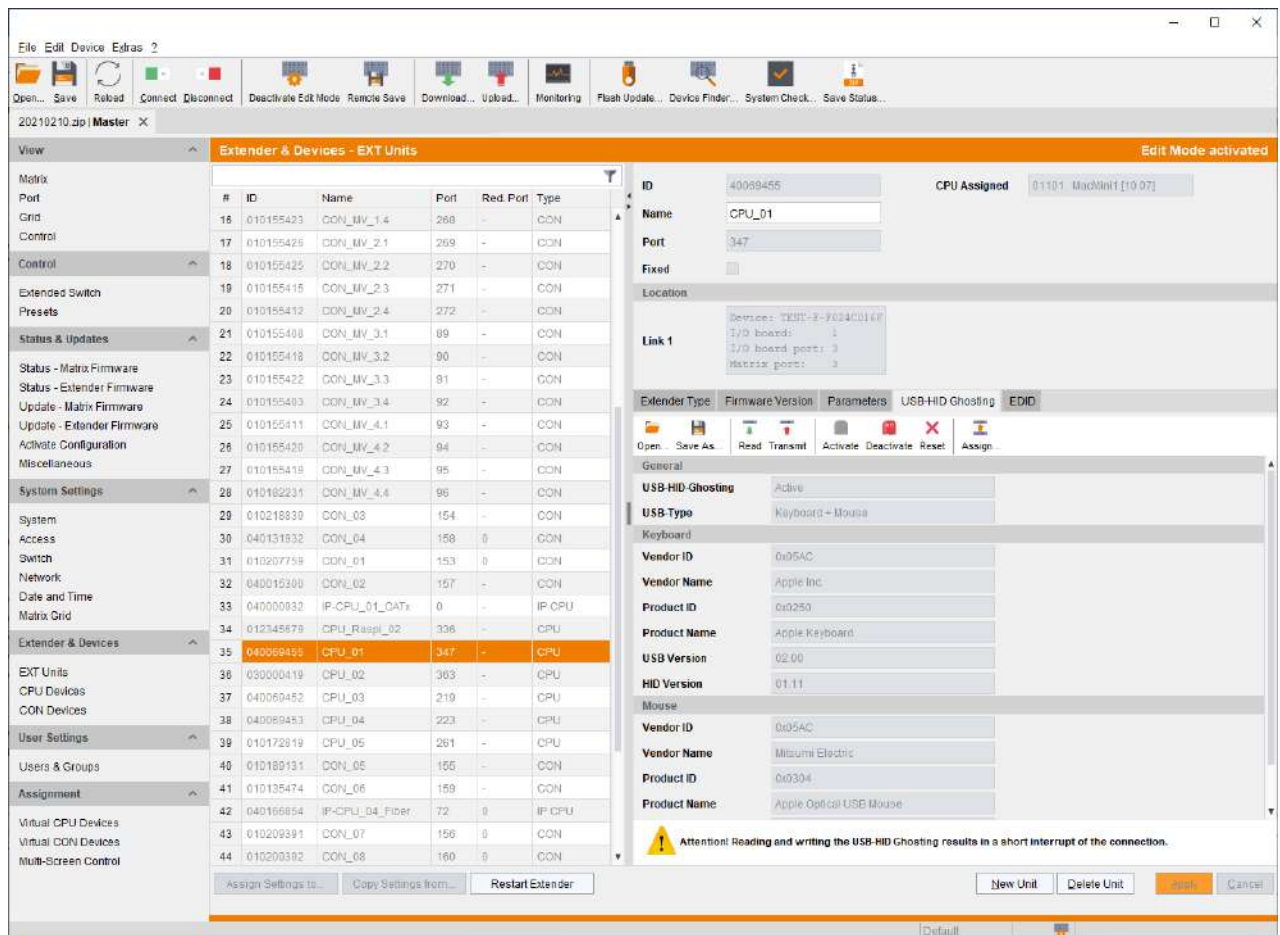 File Edit Device Extras ?
Open... Save Reload Connect Disconnect Deactivate Edit Mode Remote Save Download... Upload... Monitoring Flash Update... Device Finder... System Check... Save Status...
20210210.zip | Master
View
Matrix
Port
Grid
Control
Control
Extended Switch
Presets
Status & Updates
Status - Matrix Firmware
Status - Extender Firmware
Update - Matrix Firmware
Update - Extender Firmware
Activate Configuration
Miscellaneous
System Settings
System
Access
Switch
Network
Date and Time
Matrix Grid
Extender & Devices
EXT Units
CPU Devices
CON Devices
User Settings
Users & Groups
Assignment
Virtual CPU Devices
Virtual CON Devices
Multi-Screen Control
Extender & Devices - EXT Units Edit Mode activated
# ID Name Port Red. Port Type
16 010155423 CON_MV_1.4 268 - CON
17 CON_MV_2.1 269 - CON
18 010155425 CON_MV_2.2 270 - CON
19 010155415 CON_MV_2.3 271 - CON
20 010155412 CON_MV_2.4 272 - CON
21 CON_MV_3.1 89 - CON
22 010155418 CON_MV_3.2 90 - CON
23 010155422 CON_MV_3.3 91 - CON
24 CON_MV_3.4 92 - CON
25 010155411 CON_MV_4.1 93 - CON
26 010155420 CON_MV_4.2 94 - CON
27 010155419 CON_MV_4.3 95 - CON
28 010182231 CON_MV_4.4 96 - CON
29 010218839 CON_03 154 - CON
30 040131932 CON_04 158 0 CON
31 010207759 CON_01 153 0 CON
32 CON_02 157 - CON
33 040000032 IP-CPU_01_CATx 0 - IP CPU
34 012345679 CPU_Raspi_02 336 - CPU
35 040069455 CPU_01 347 - CPU
36 030000419 CPU_02 363 - CPU
37 040069452 CPU_03 219 - CPU
38 040069453 CPU_04 223 - CPU
39 010172819 CPU_05 261 - CPU
40 010189131 CON_05 155 - CON
41 010135474 CON_06 159 - CON
42 IP-CPU_04_Fiber 72 0 IP CPU
43 010209391 CON_07 156 0 CON
44 CON_08 160 0 CON
Assign Settings to... Copy Settings from... Restart Extender
ID 40069455 CPU Assigned 01101 MacMini1 [10.07]
Name CPU_01
Port 347
Fixed
Location
Link 1
Device:
I/O board: 1
I/O board port: 3
Matrix port: 3
Extender Type Firmware Version Parameters USB-HID Ghosting EDID
Open... Save As... Read Transmit Activate Deactivate Reset Assign...
General
USB-HID-Ghosting Active
USB-Type Keyboard + Mouse
Keyboard
Vendor ID 0x05AC
Vendor Name Apple Inc.
Product ID 0x0250
Product Name Apple Keyboard
USB Version 02.00
HID Version 01.11
Mouse
Vendor ID 0x05AC
Vendor Name Mitsumi Electric
Product ID 0x0304
Product Name Apple Optical USB Mouse
Attention! Reading and writing the USB-HID Ghosting results in a short interrupt of the connection.
New Unit Delete Unit Apply Cancel
Default